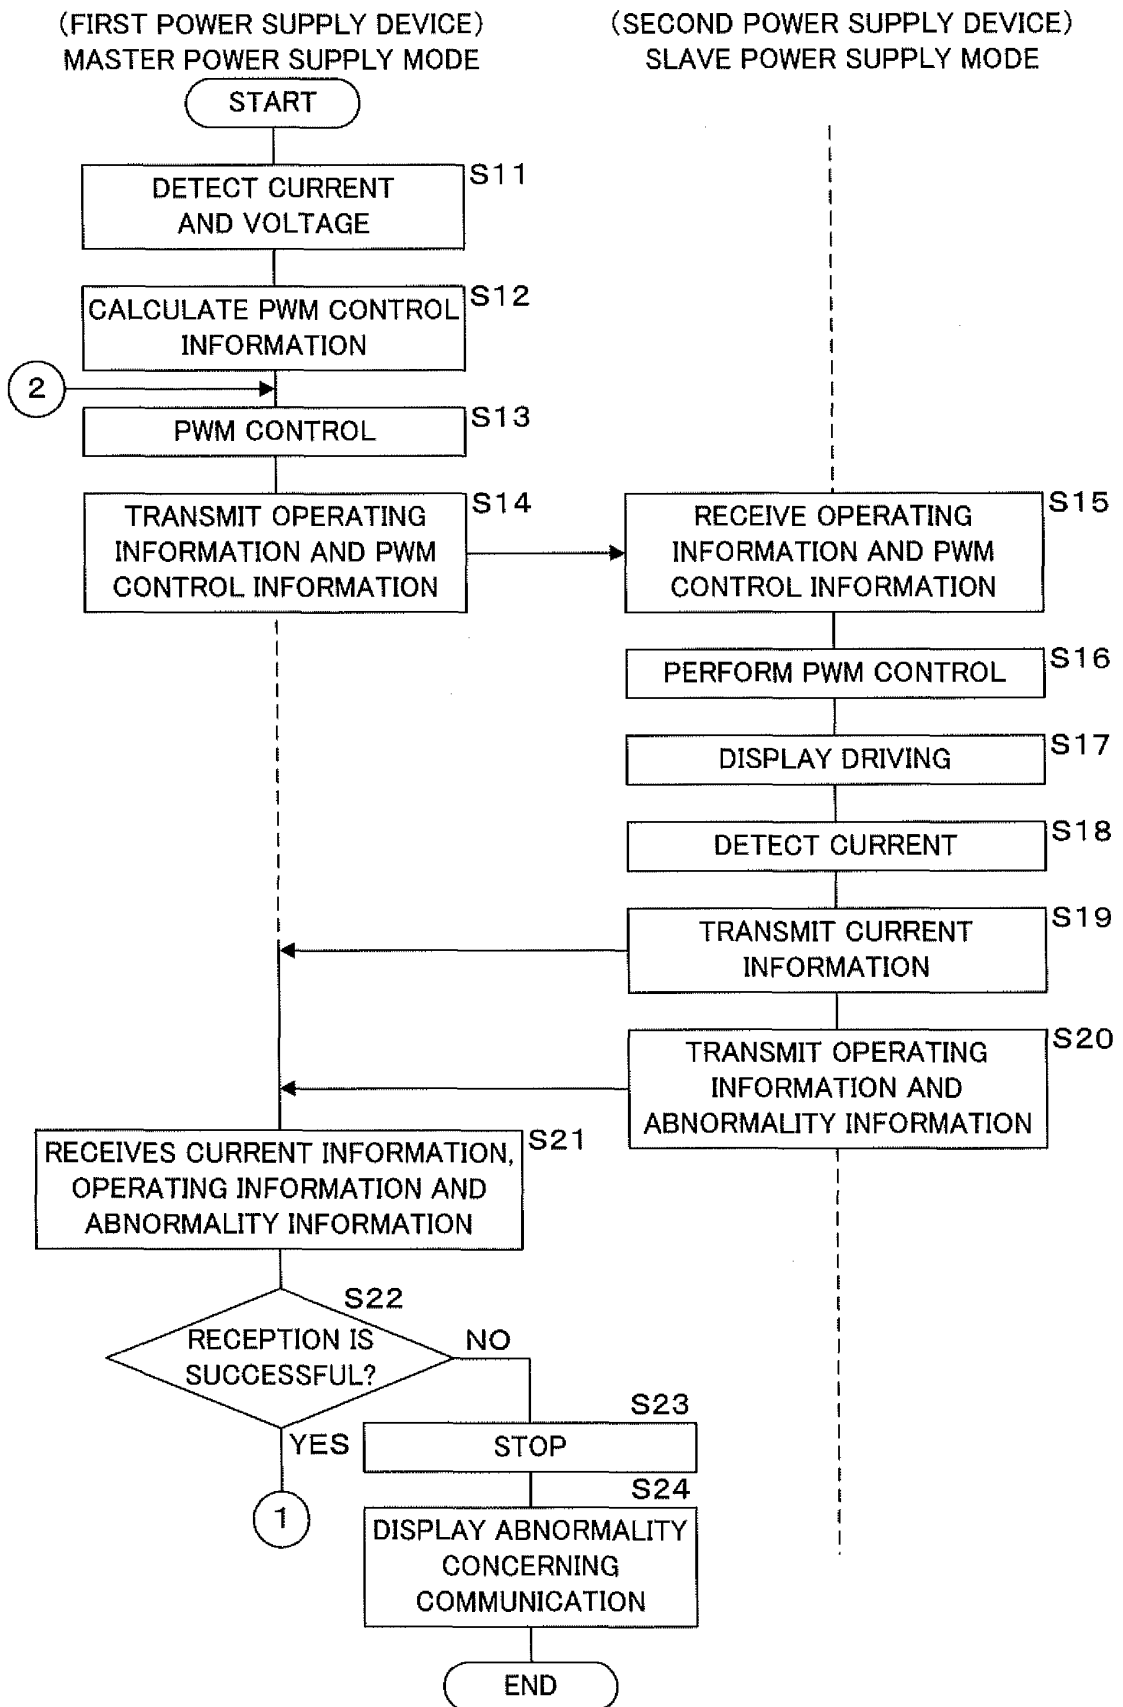 (FIRST POWER SUPPLY DEVICE)
MASTER POWER SUPPLY MODE
(SECOND POWER SUPPLY DEVICE)
SLAVE POWER SUPPLY MODE
START
S11
DETECT CURRENT
AND VOLTAGE
S12
CALCULATE PWM CONTROL
INFORMATION
2
S13
PWM CONTROL
S14
TRANSMIT OPERATING
INFORMATION AND PWM
CONTROL INFORMATION
S15
RECEIVE OPERATING
INFORMATION AND PWM
CONTROL INFORMATION
S16
PERFORM PWM CONTROL
S17
DISPLAY DRIVING
S18
DETECT CURRENT
S19
TRANSMIT CURRENT
INFORMATION
S20
TRANSMIT OPERATING
INFORMATION AND
ABNORMALITY INFORMATION
S21
RECEIVES CURRENT INFORMATION,
OPERATING INFORMATION AND
ABNORMALITY INFORMATION
S22
RECEPTION IS
SUCCESSFUL?
NO
YES
1
S23
STOP
S24
DISPLAY ABNORMALITY
CONCERNING
COMMUNICATION
END